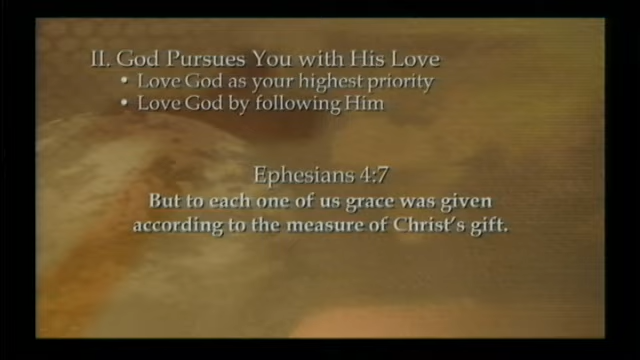 II. God Pursues You with His Love
• Love God as your highest priority
• Love God by following Him
Ephesians 4:7
But to each one of us grace was given
according to the measure of Christ's gift.